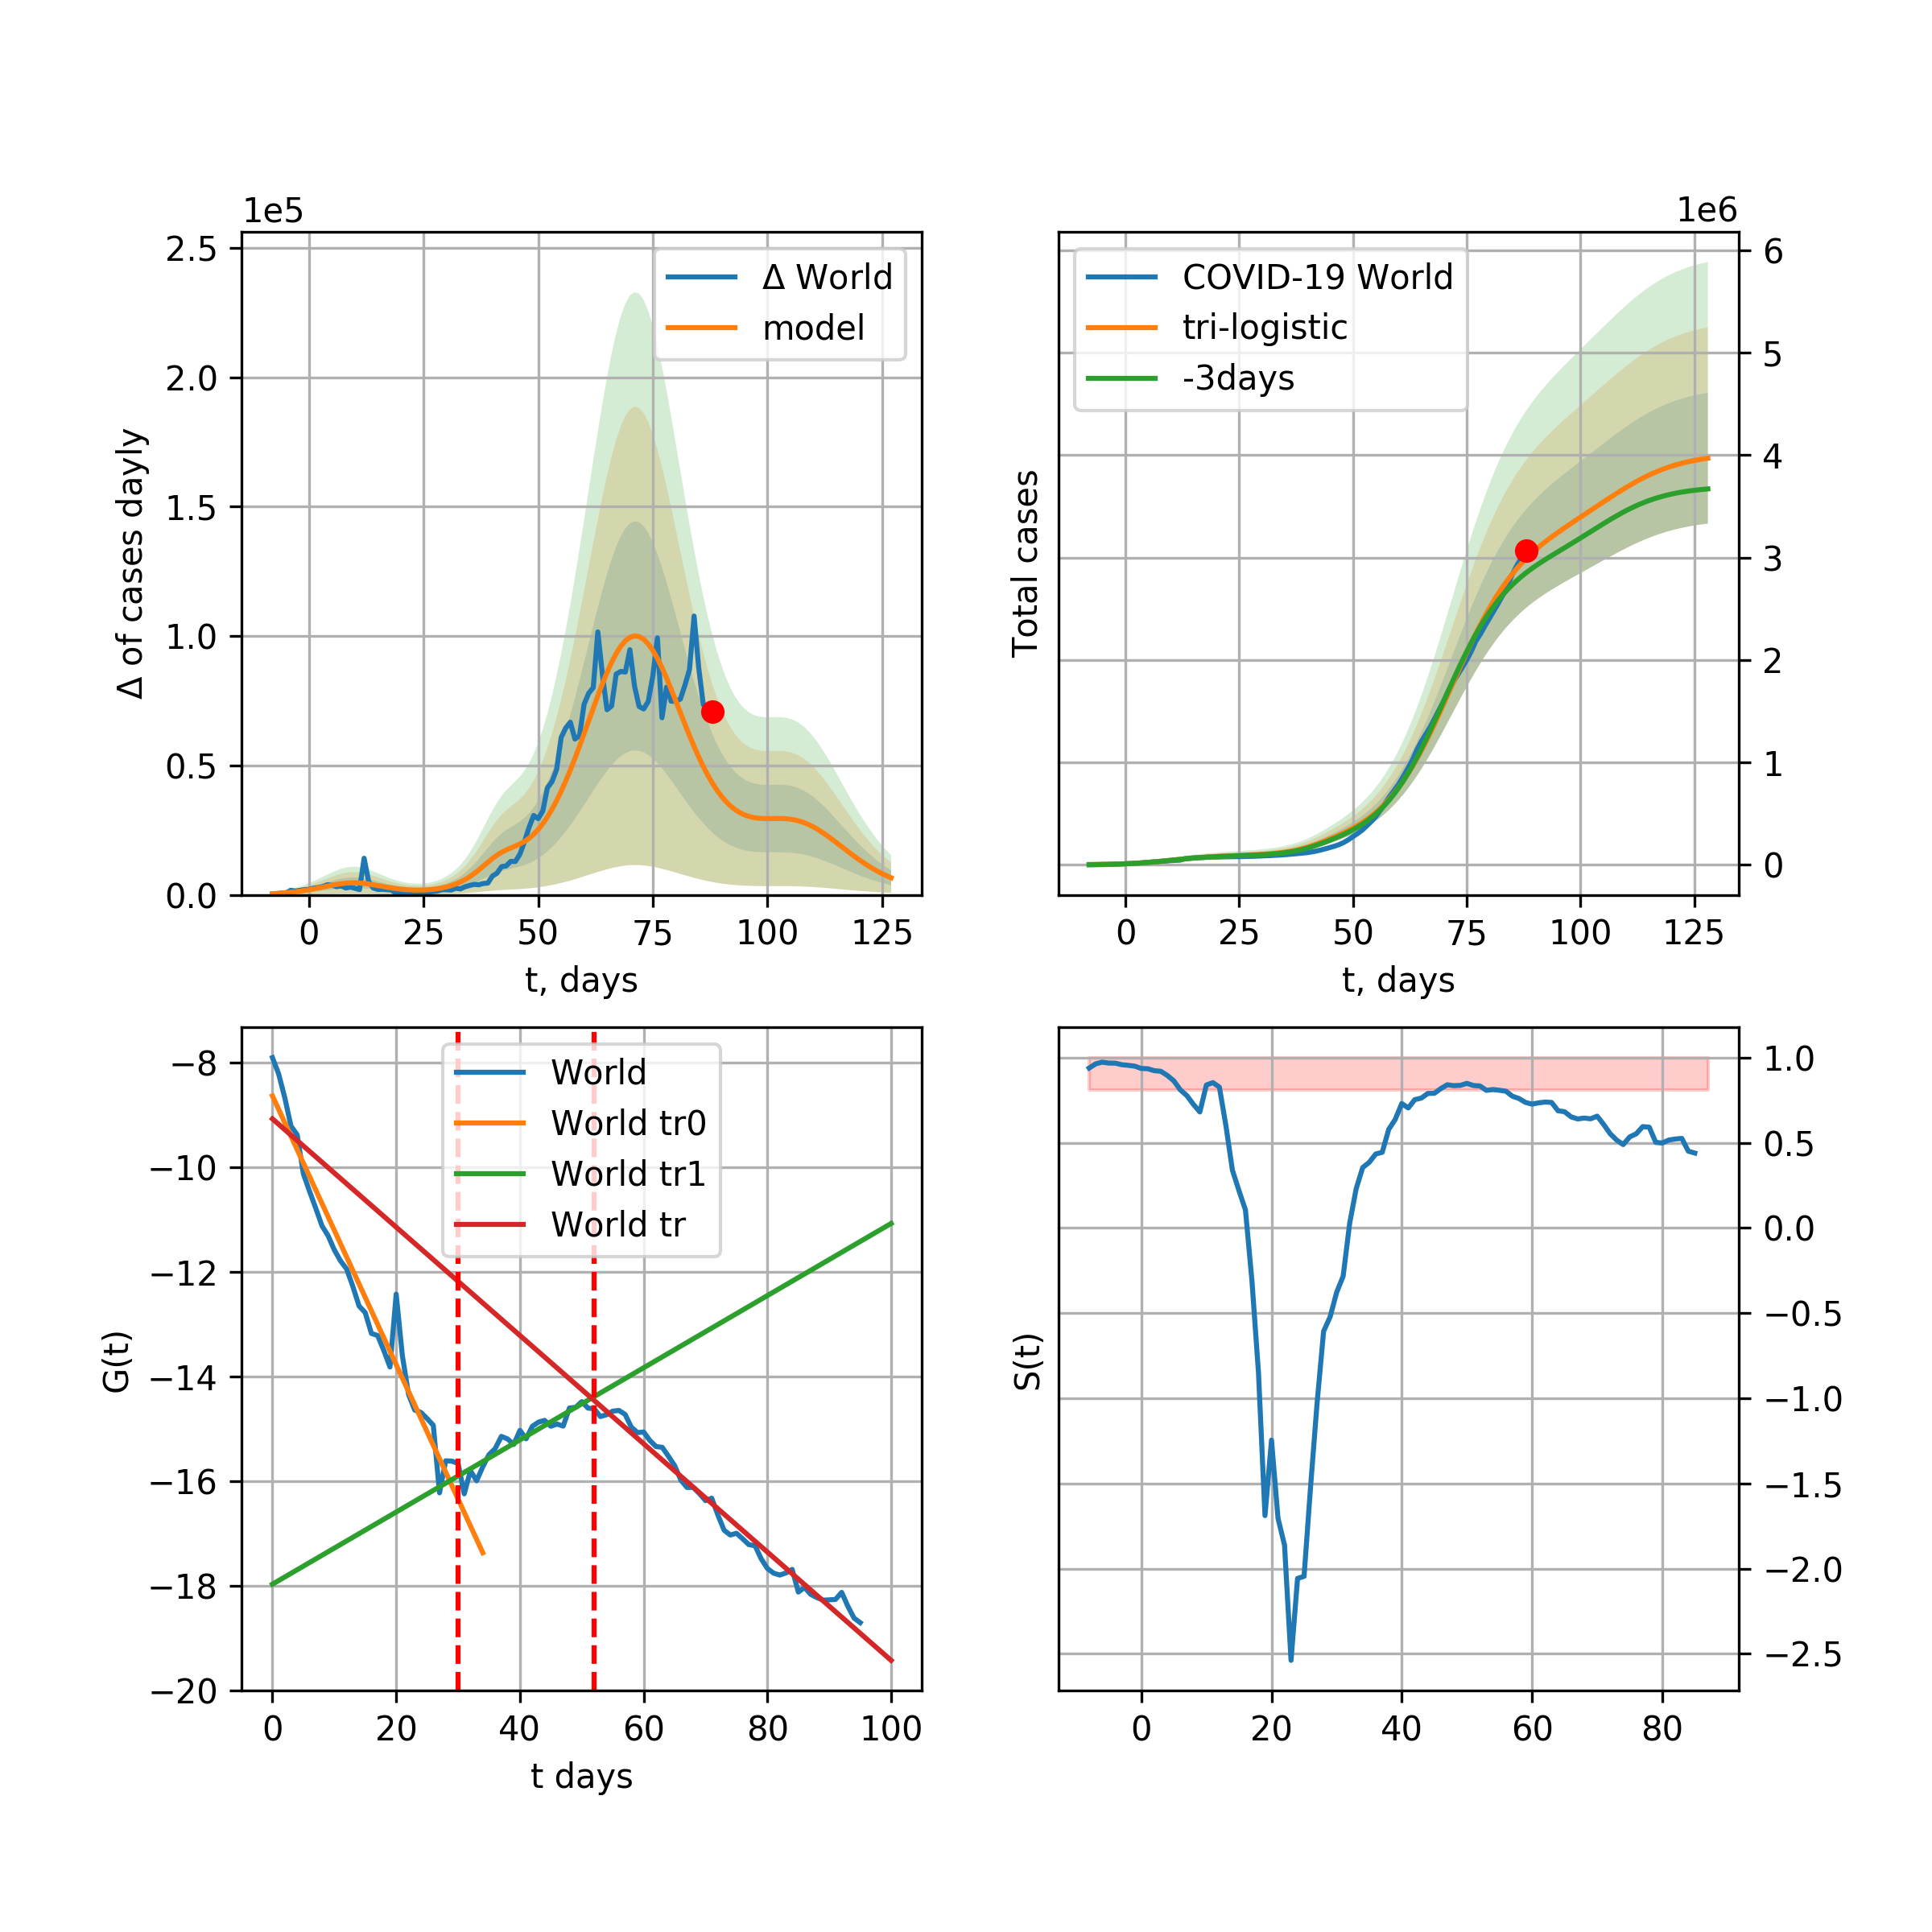 1e5
2.5
2.0
1.5
1.0
0.5
0.0
Δ of cases dayly
Δ World
model
0 25 50 75 100 125
t, days
1e6
6
5
4
3
2
1
0
Total cases
COVID-19 World
tri-logistic
-3days
0 25 50 75 100 125
t, days
−8
−10
−12
−14
−16
−18
−20
G(t)
World
World tr0
World tr1
World tr
0 20 40 60 80 100
t days
1.0
0.5
0.0
−0.5
−1.0
−1.5
−2.0
−2.5
S(t)
0 20 40 60 80